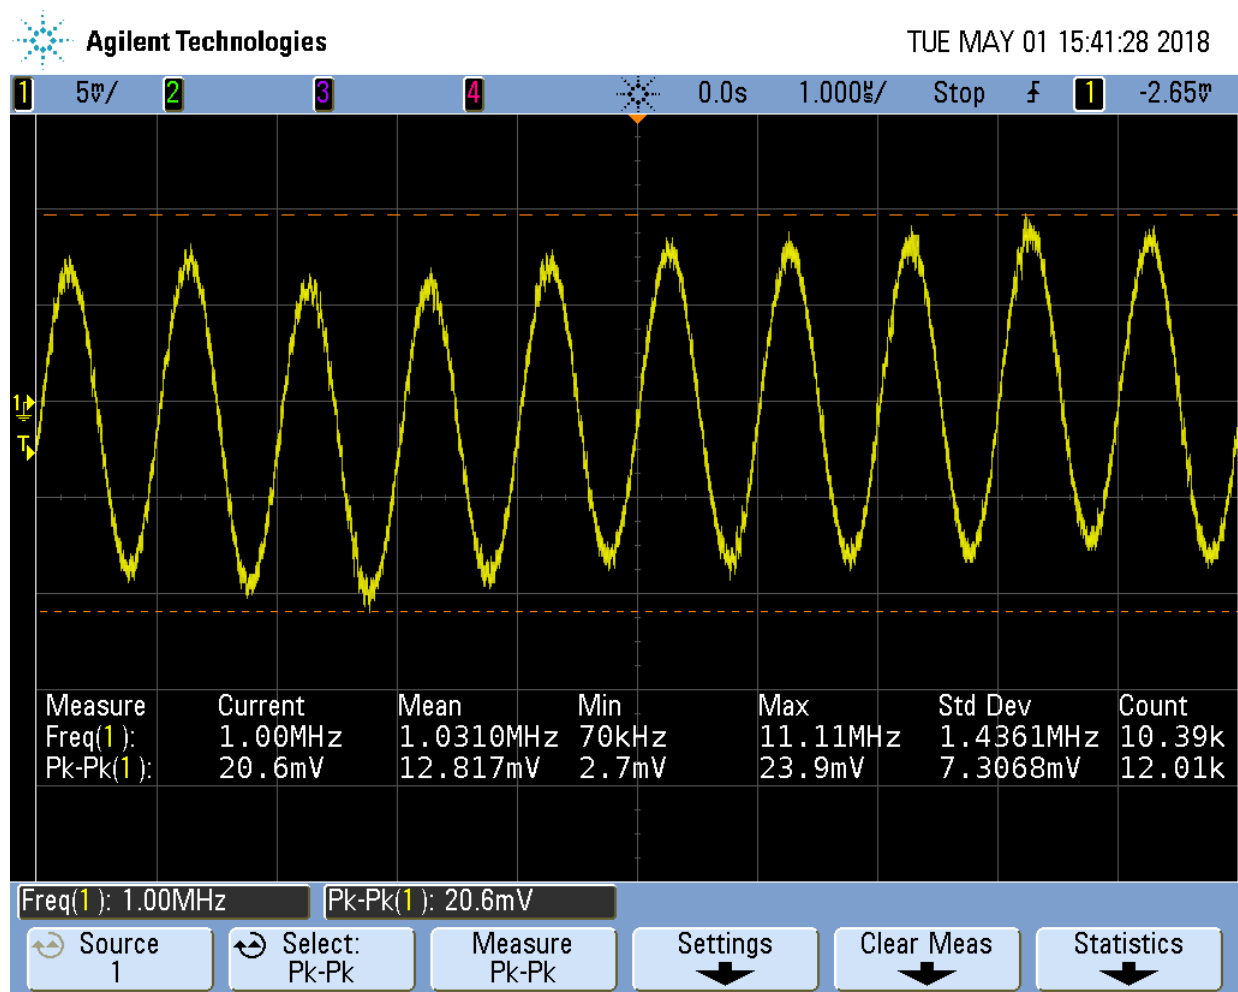 Agilent Technologies
TUE MAY 01 15:41:28 2018
1 5mV/ 2 3 4 0.0s 1.000us/ Stop 1 -2.65mV
1
T
Measure Current Mean Min Max Std Dev Count
Freq(1): 1.00MHz 1.0310MHz 70kHz 11.11MHz 1.4361MHz 10.39k
Pk-Pk(1): 20.6mV 12.817mV 2.7mV 23.9mV 7.3068mV 12.01k
Freq(1): 1.00MHz Pk-Pk(1): 20.6mV
Source Select: Measure Settings Clear Meas Statistics
1 Pk-Pk Pk-Pk